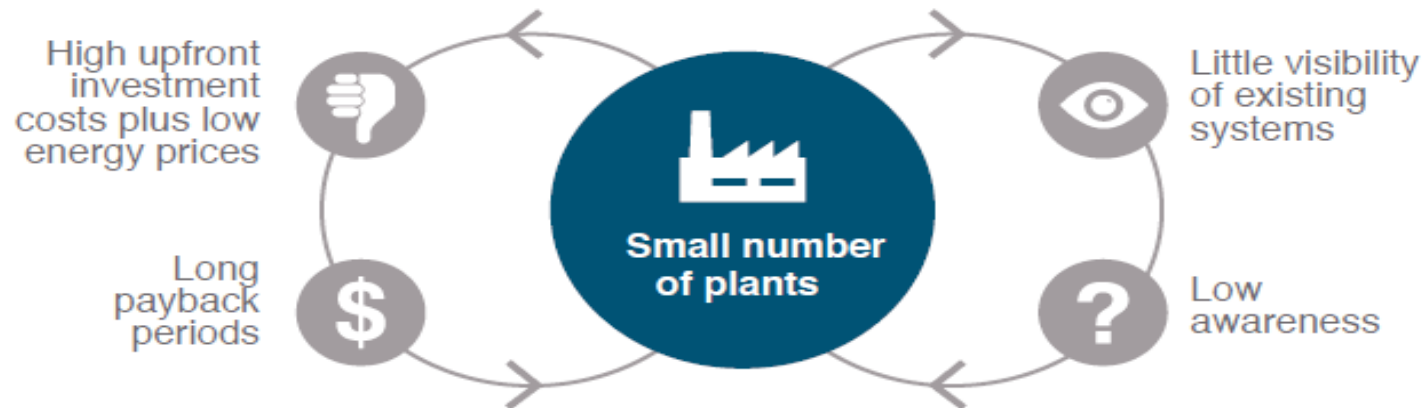 High upfront
investment
costs plus low
energy prices
Little visibility
of existing
systems
Small number
of plants
Long
payback
periods
$
?
Low
awareness